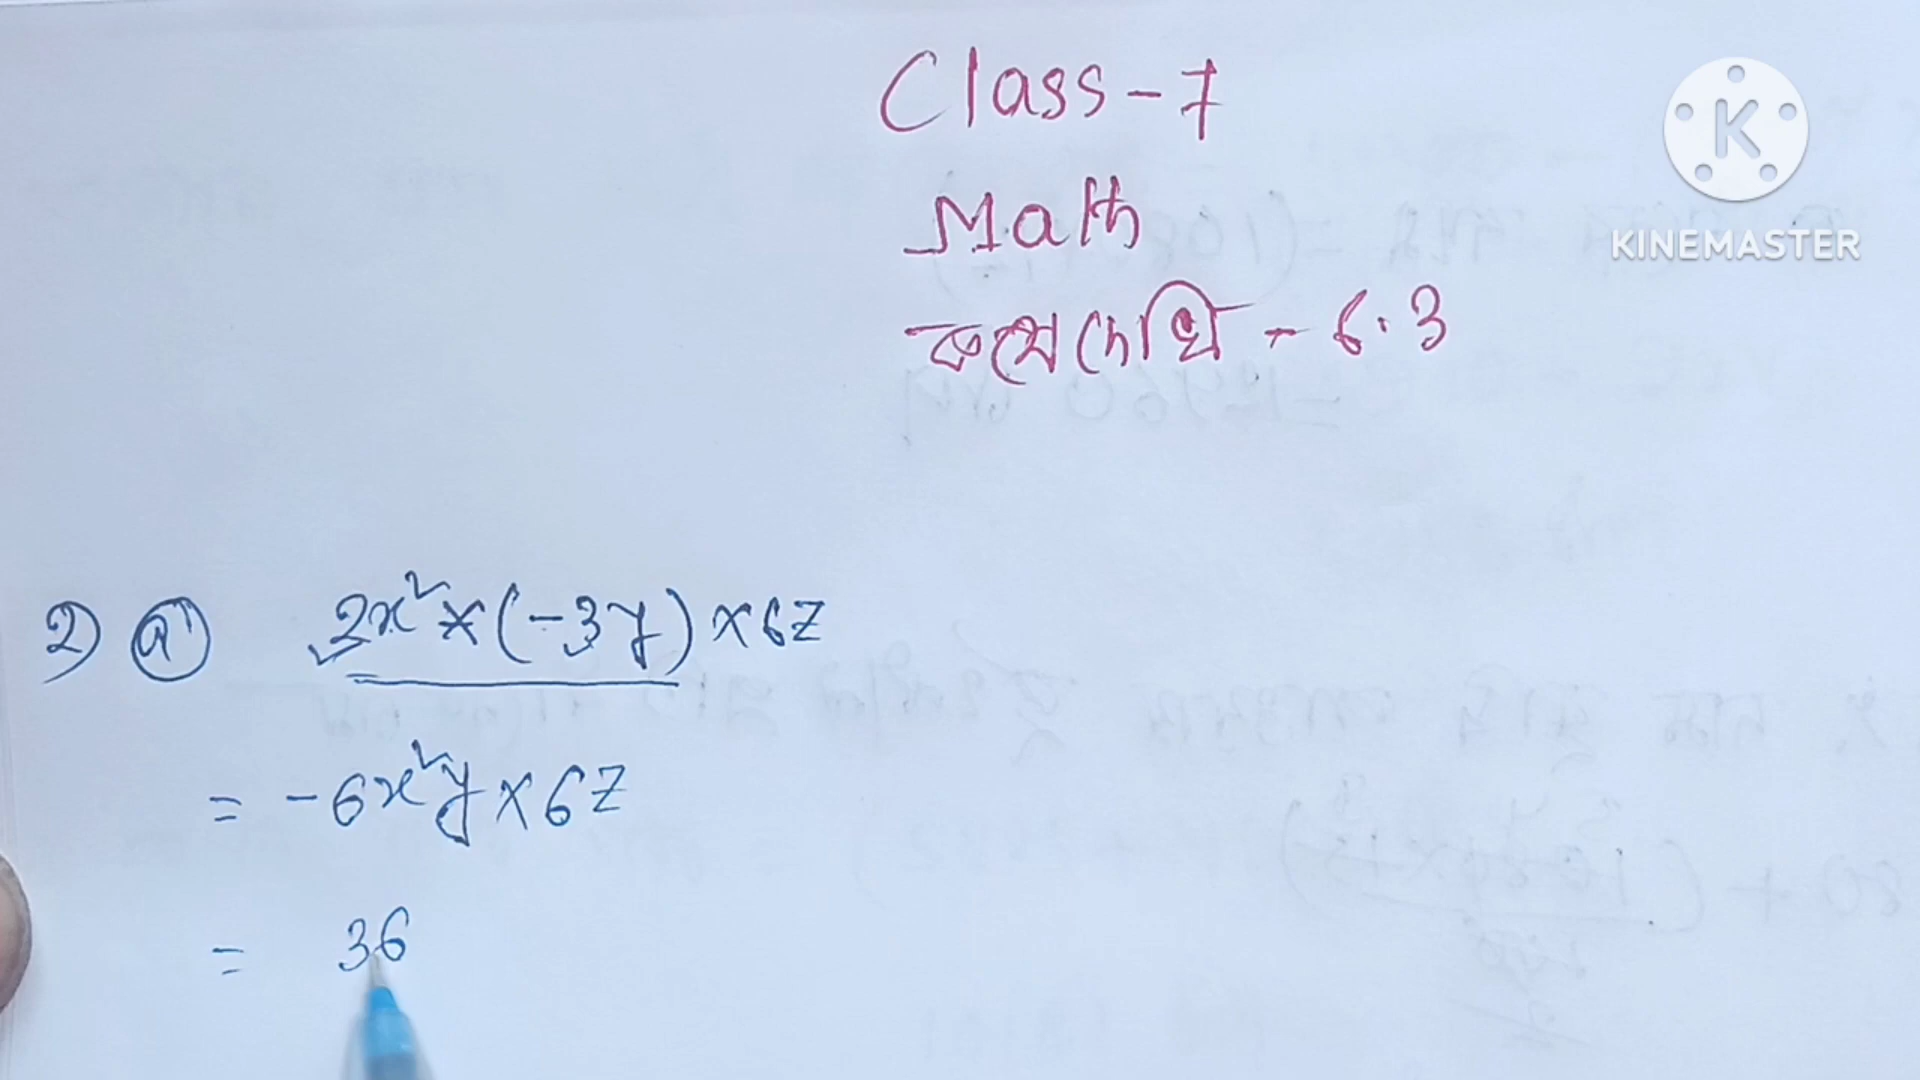 Class-7
Math
কষে দেখি - 6.3
KINEMASTER
2) ক) 2x²×(-3y)×6z
= -6x²y×6z
= 36